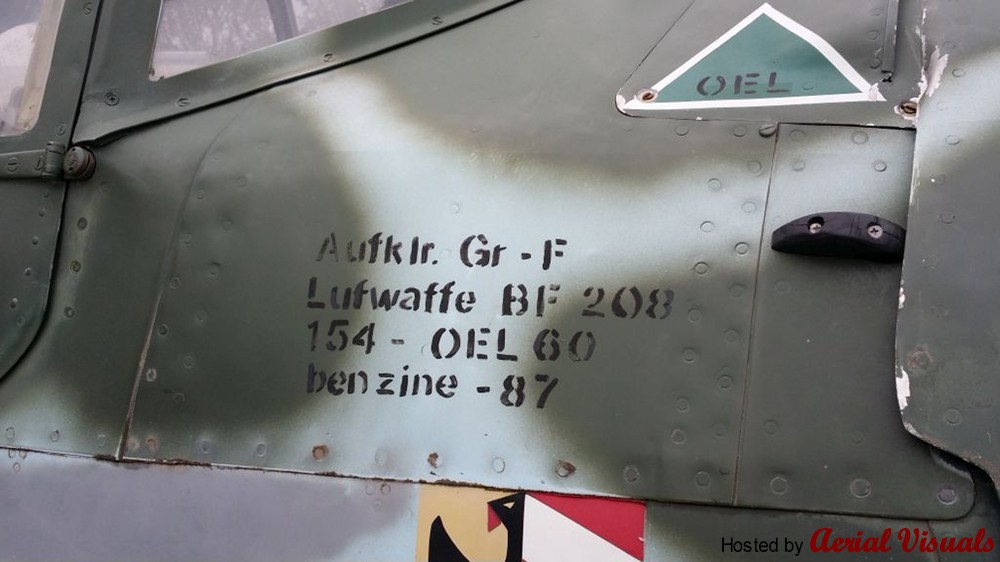 OEL
Aufklr. Gr - F
Lufwaffe BF 208
154 - OEL 60
benzine - 87
Hosted by Aerial Visuals